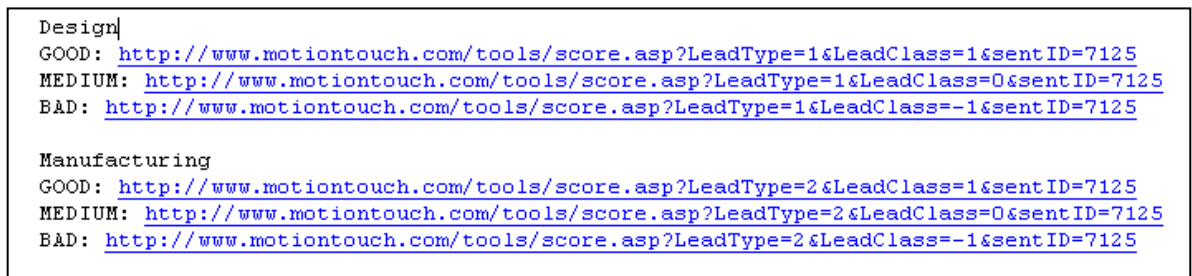 Design
GOOD: http://www.motiontouch.com/tools/score.asp?LeadType=1&LeadClass=1&sentID=7125
MEDIUM: http://www.motiontouch.com/tools/score.asp?LeadType=1&LeadClass=0&sentID=7125
BAD: http://www.motiontouch.com/tools/score.asp?LeadType=1&LeadClass=-1&sentID=7125
Manufacturing
GOOD: http://www.motiontouch.com/tools/score.asp?LeadType=2&LeadClass=1&sentID=7125
MEDIUM: http://www.motiontouch.com/tools/score.asp?LeadType=2&LeadClass=0&sentID=7125
BAD: http://www.motiontouch.com/tools/score.asp?LeadType=2&LeadClass=-1&sentID=7125